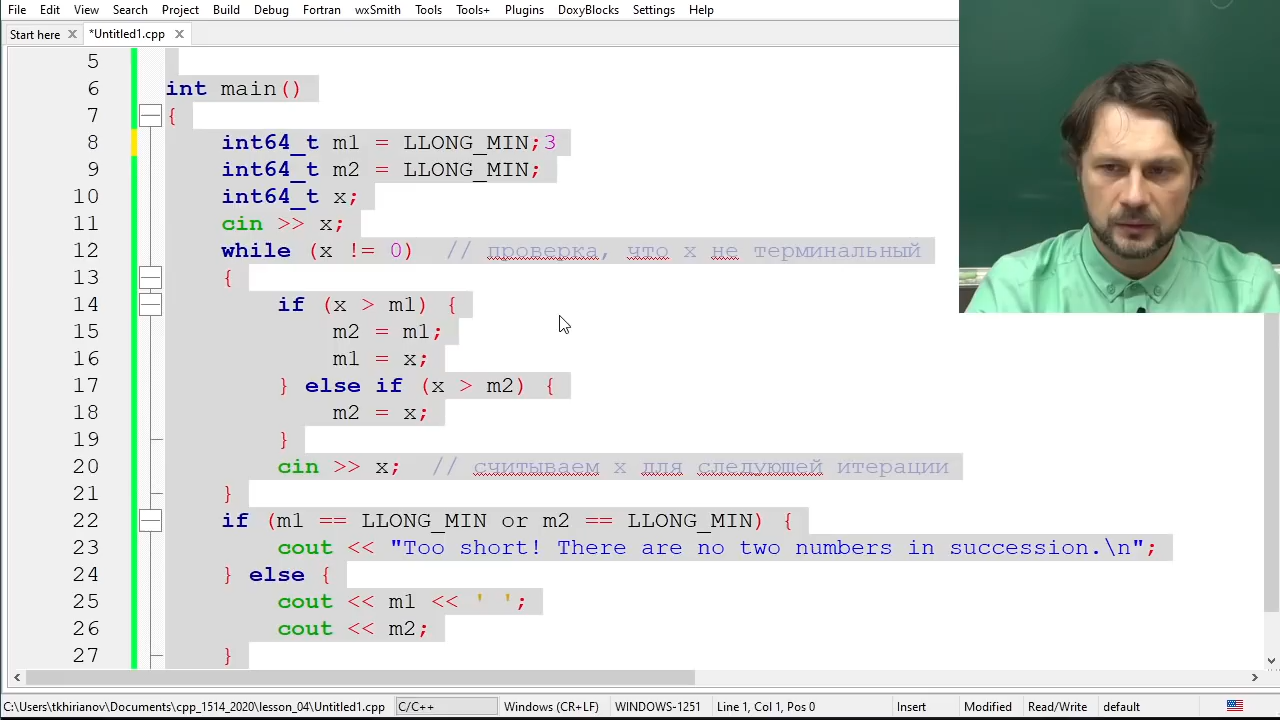 File Edit View Search Project Build Debug Fortran wxSmith Tools Tools+ Plugins DoxyBlocks Settings Help
Start here *Untitled1.cpp
5
6 int main()
7 {
8 int64_t m1 = LLONG_MIN;3
9 int64_t m2 = LLONG_MIN;
10 int64_t x;
11 cin >> x;
12 while (x != 0) // проверка, что x не терминальный
13 {
14 if (x > m1) {
15 m2 = m1;
16 m1 = x;
17 } else if (x > m2) {
18 m2 = x;
19 }
20 cin >> x; // считываем x для следующей итерации
21 }
22 if (m1 == LLONG_MIN or m2 == LLONG_MIN) {
23 cout << "Too short! There are no two numbers in succession.\n";
24 } else {
25 cout << m1 << ' ';
26 cout << m2;
27 }
C:\Users\tkhirianov\Documents\cpp_1514_2020\lesson_04\Untitled1.cpp C/C++ Windows (CR+LF) WINDOWS-1251 Line 1, Col 1, Pos 0 Insert Modified Read/Write default